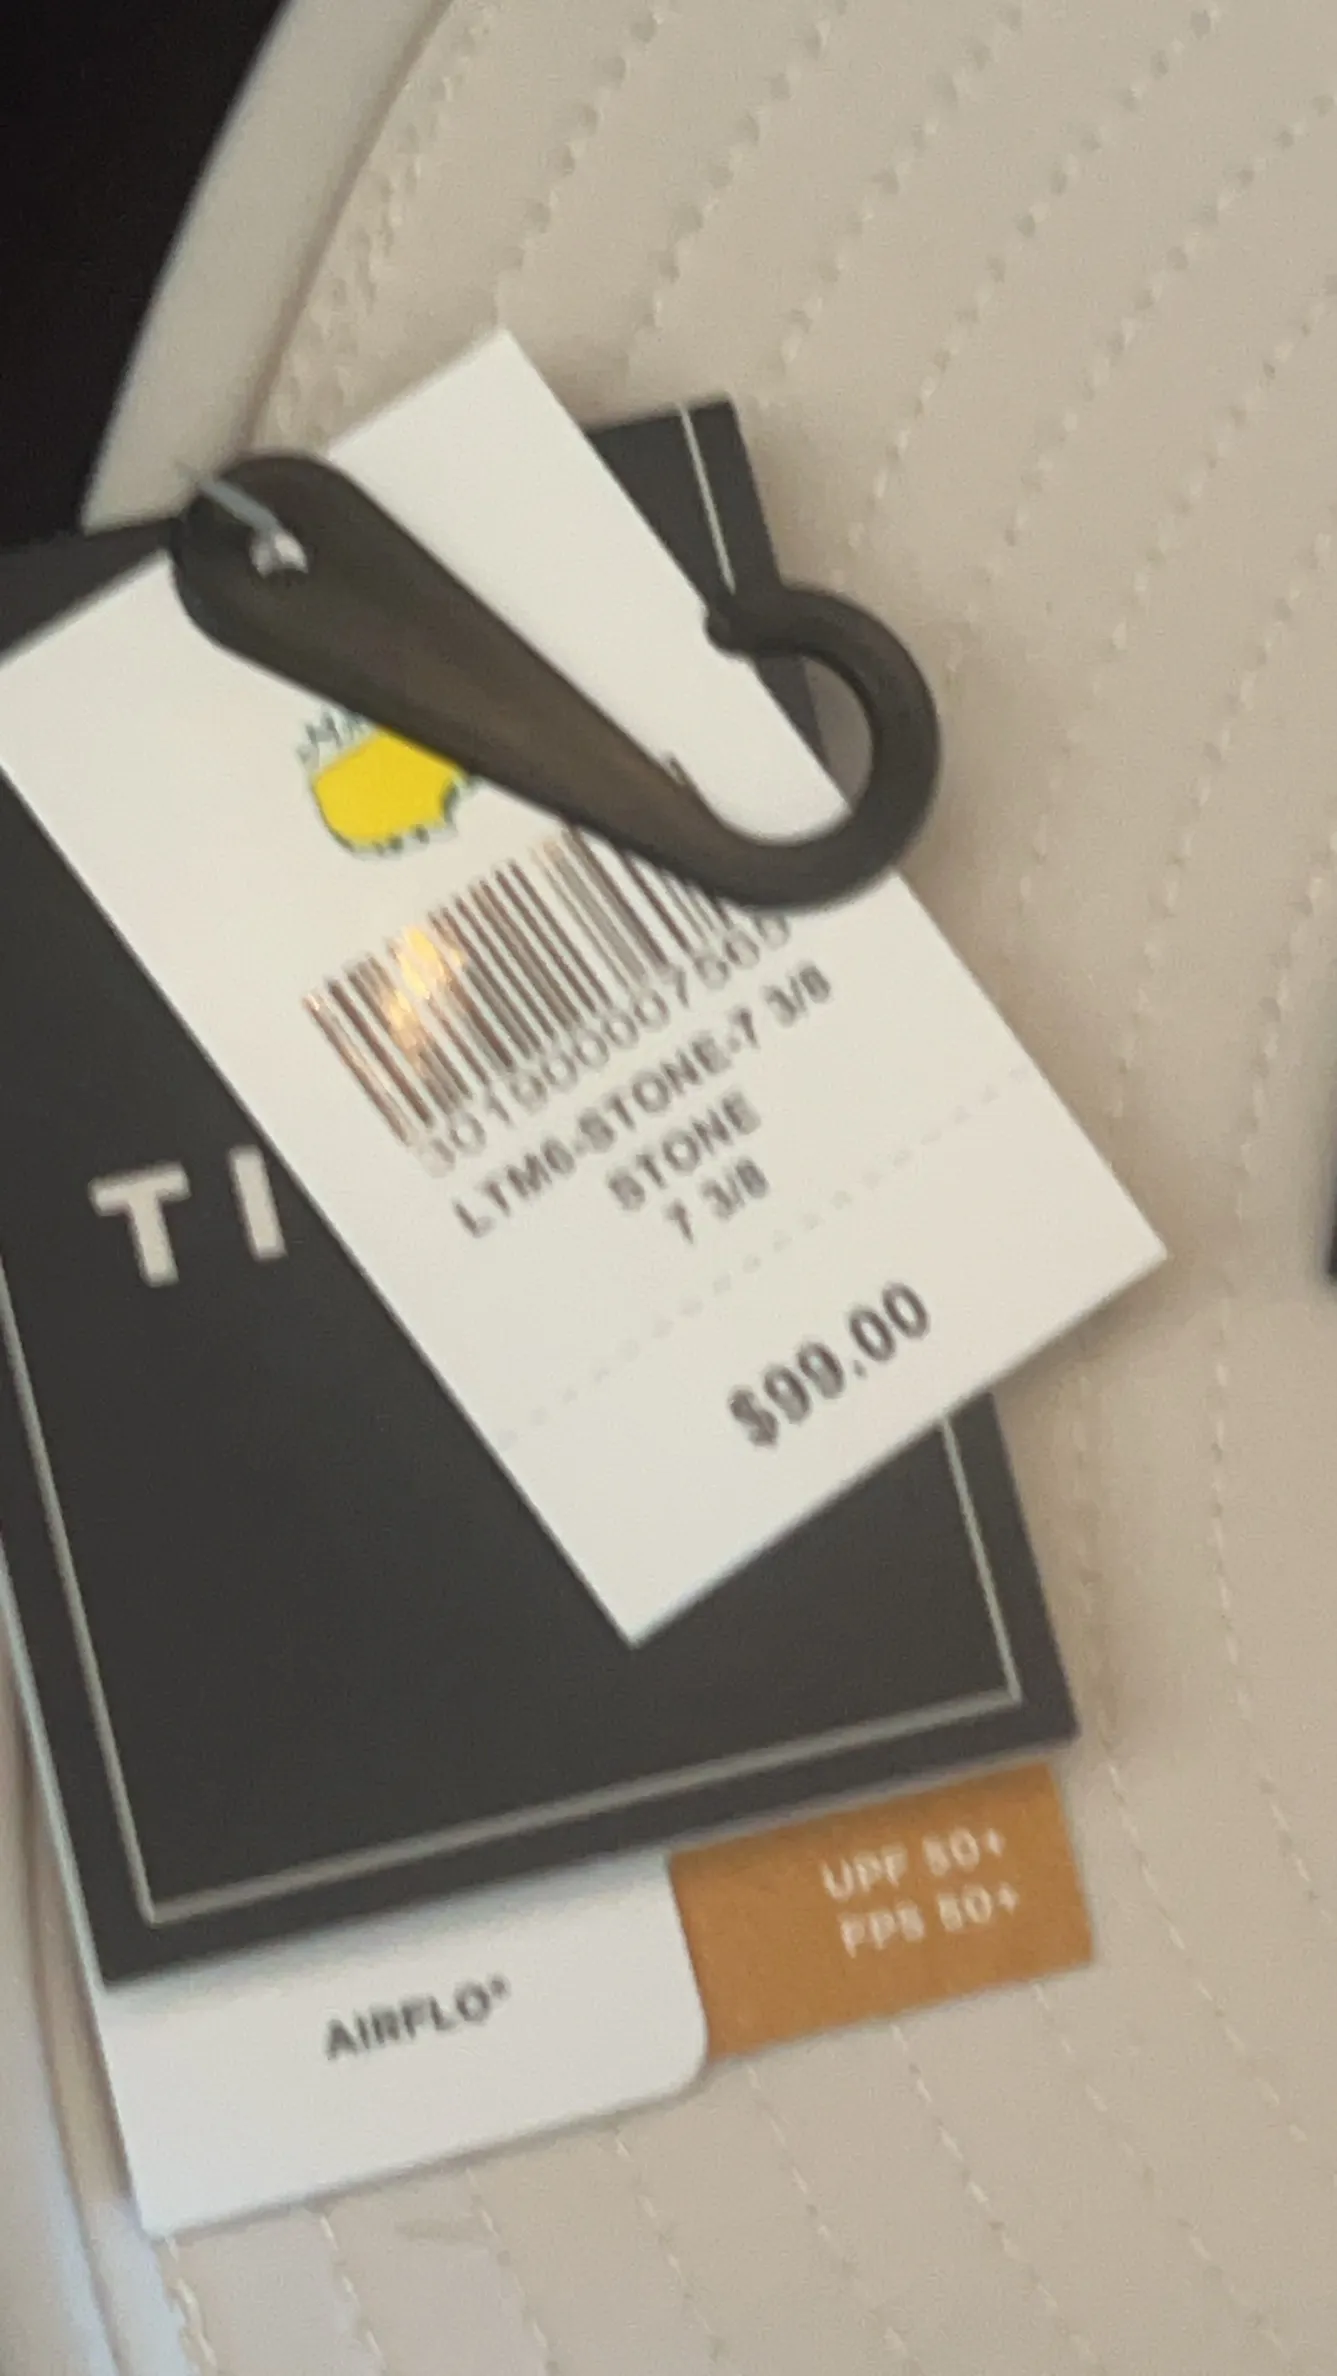 LTM6-STONE-7 3/8
STONE
7 3/8
$99.00
TI
AIRFLO®
UPF 50+
FPS 50+